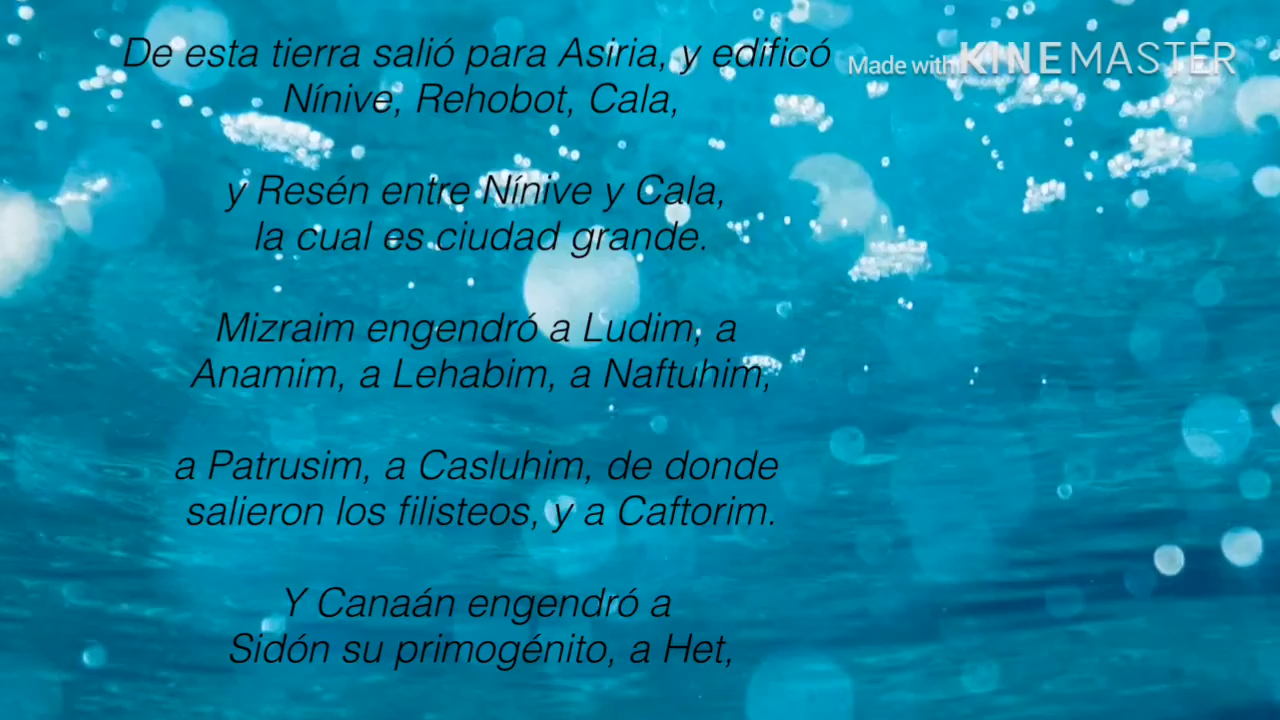 De esta tierra salió para Asiria, y edificó
Made with KINEMASTER
Nínive, Rehobot, Cala,
y Resén entre Nínive y Cala,
la cual es ciudad grande.
Mizraim engendró a Ludim, a
Anamim, a Lehabim, a Naftuhim,
a Patrusim, a Casluhim, de donde
salieron los filisteos, y a Caftorim.
Y Canaán engendró a
Sidón su primogénito, a Het,